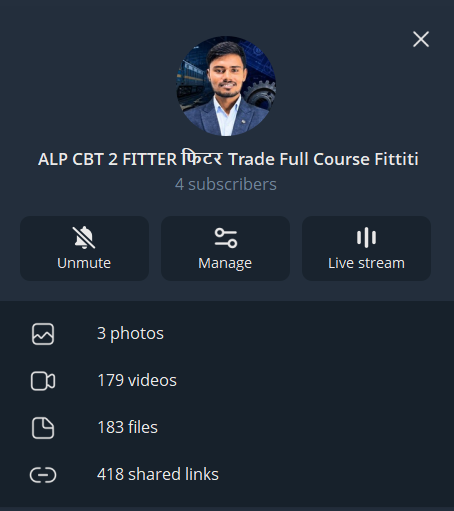 ALP CBT 2 FITTER फिटर Trade Full Course Fittiti
4 subscribers
Unmute
Manage
Live stream
3 photos
179 videos
183 files
418 shared links